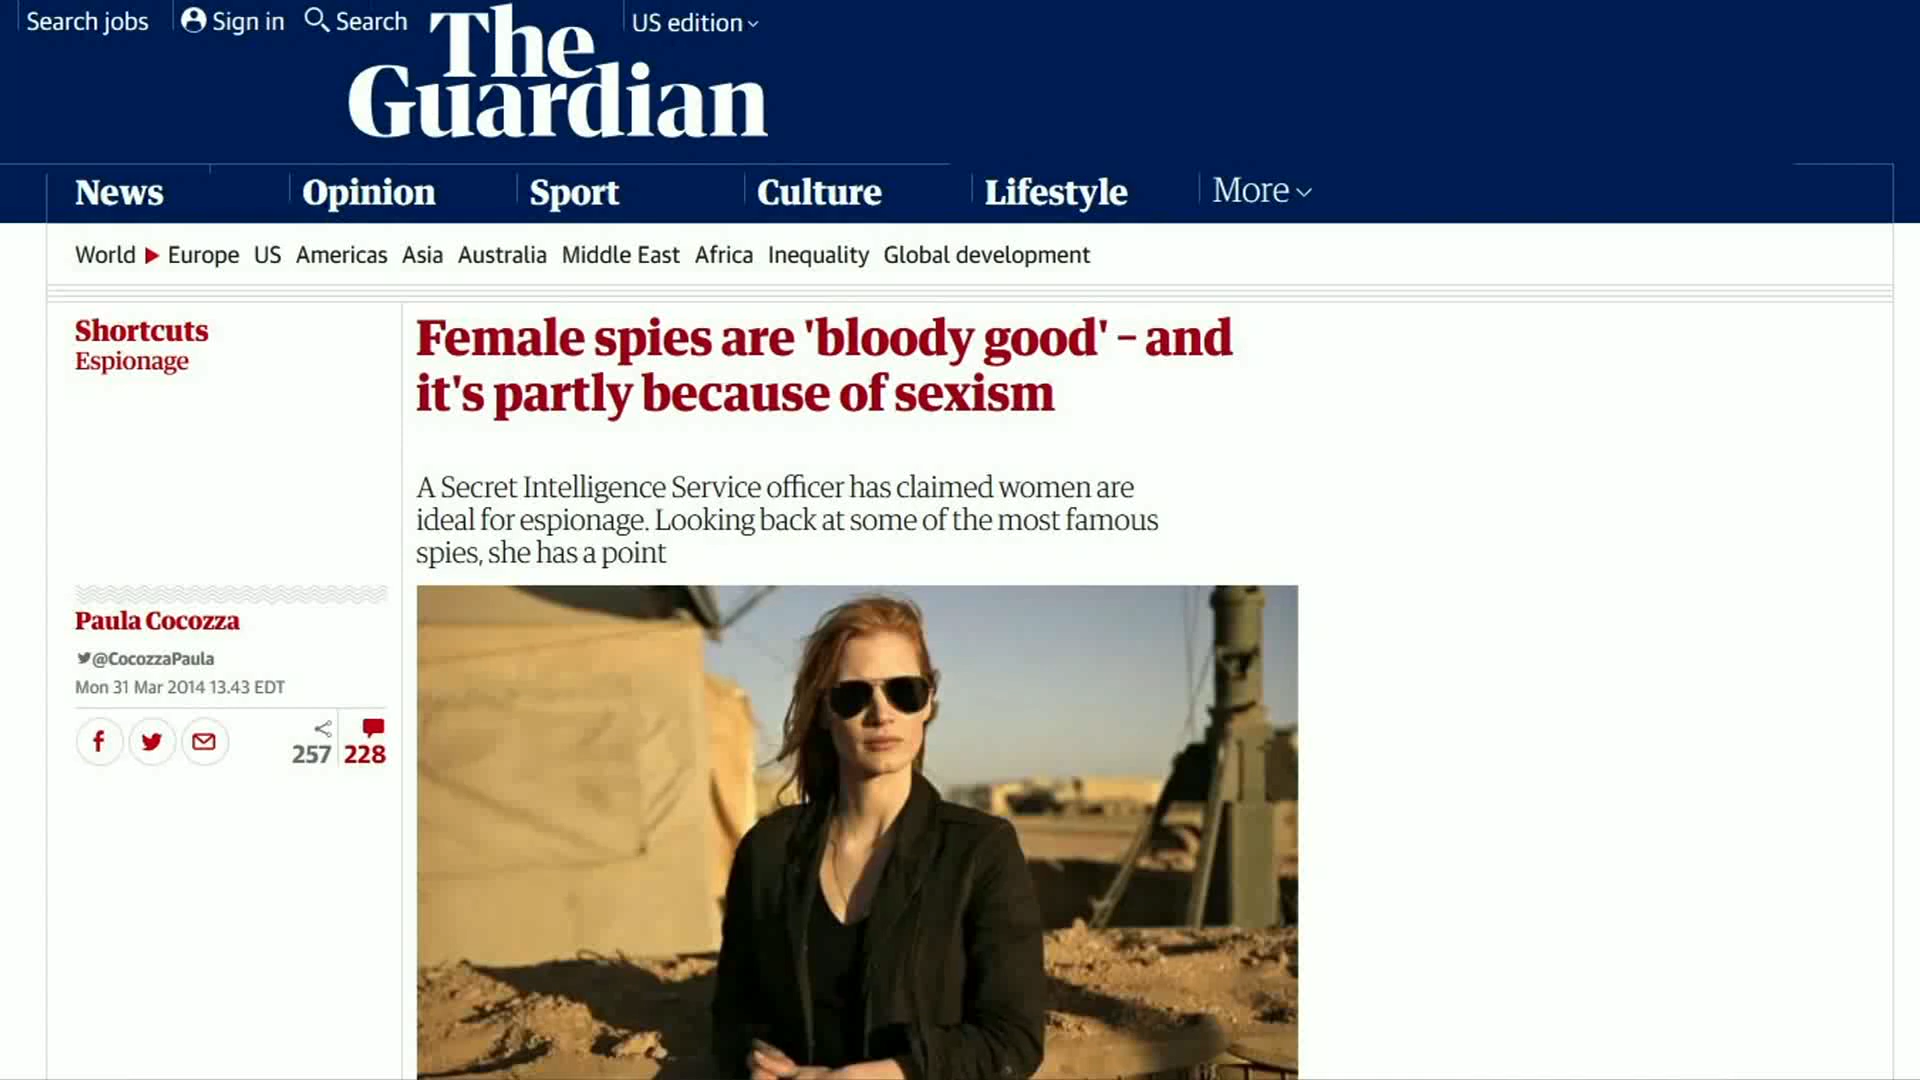 Search jobs
Sign in
Search
US edition
The
Guardian
News
Opinion
Sport
Culture
Lifestyle
More
World
Europe
US
Americas
Asia
Australia
Middle East
Africa
Inequality
Global development
Shortcuts
Espionage
Female spies are 'bloody good' – and
it's partly because of sexism
A Secret Intelligence Service officer has claimed women are
ideal for espionage. Looking back at some of the most famous
spies, she has a point
Paula Cocozza
@CocozzaPaula
Mon 31 Mar 2014 13.43 EDT
257
228